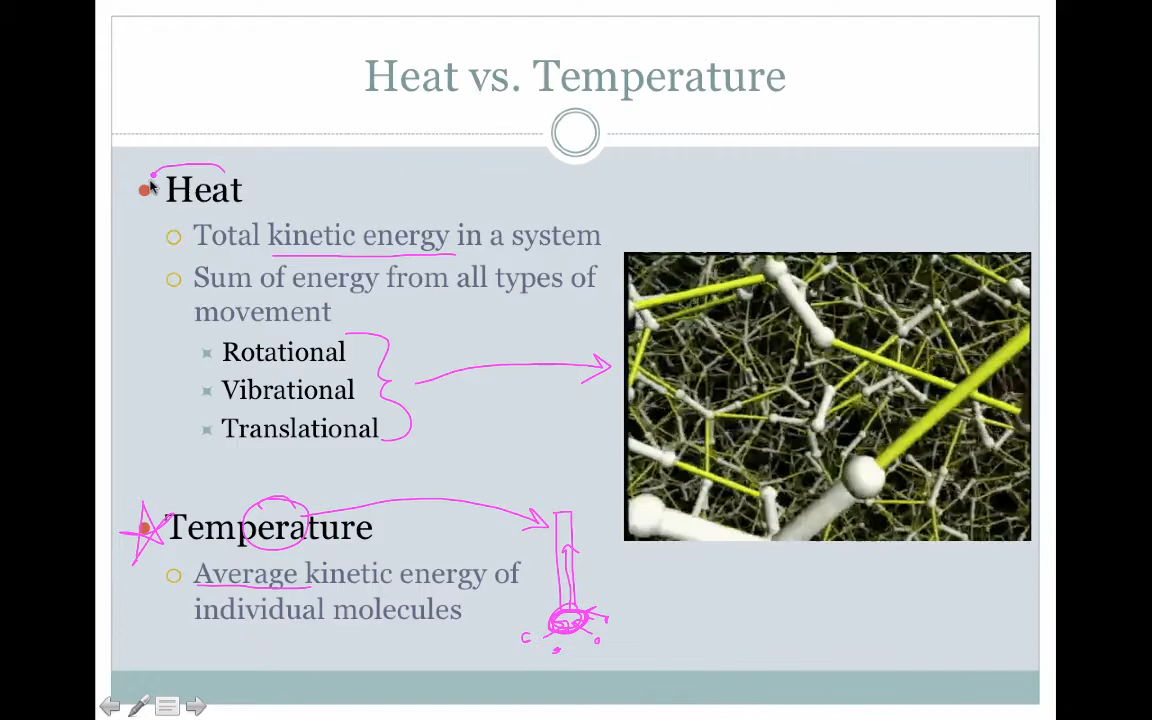 Heat vs. Temperature
Heat
Total kinetic energy in a system
Sum of energy from all types of
movement
Rotational
Vibrational
Translational
Temperature
Average kinetic energy of
individual molecules